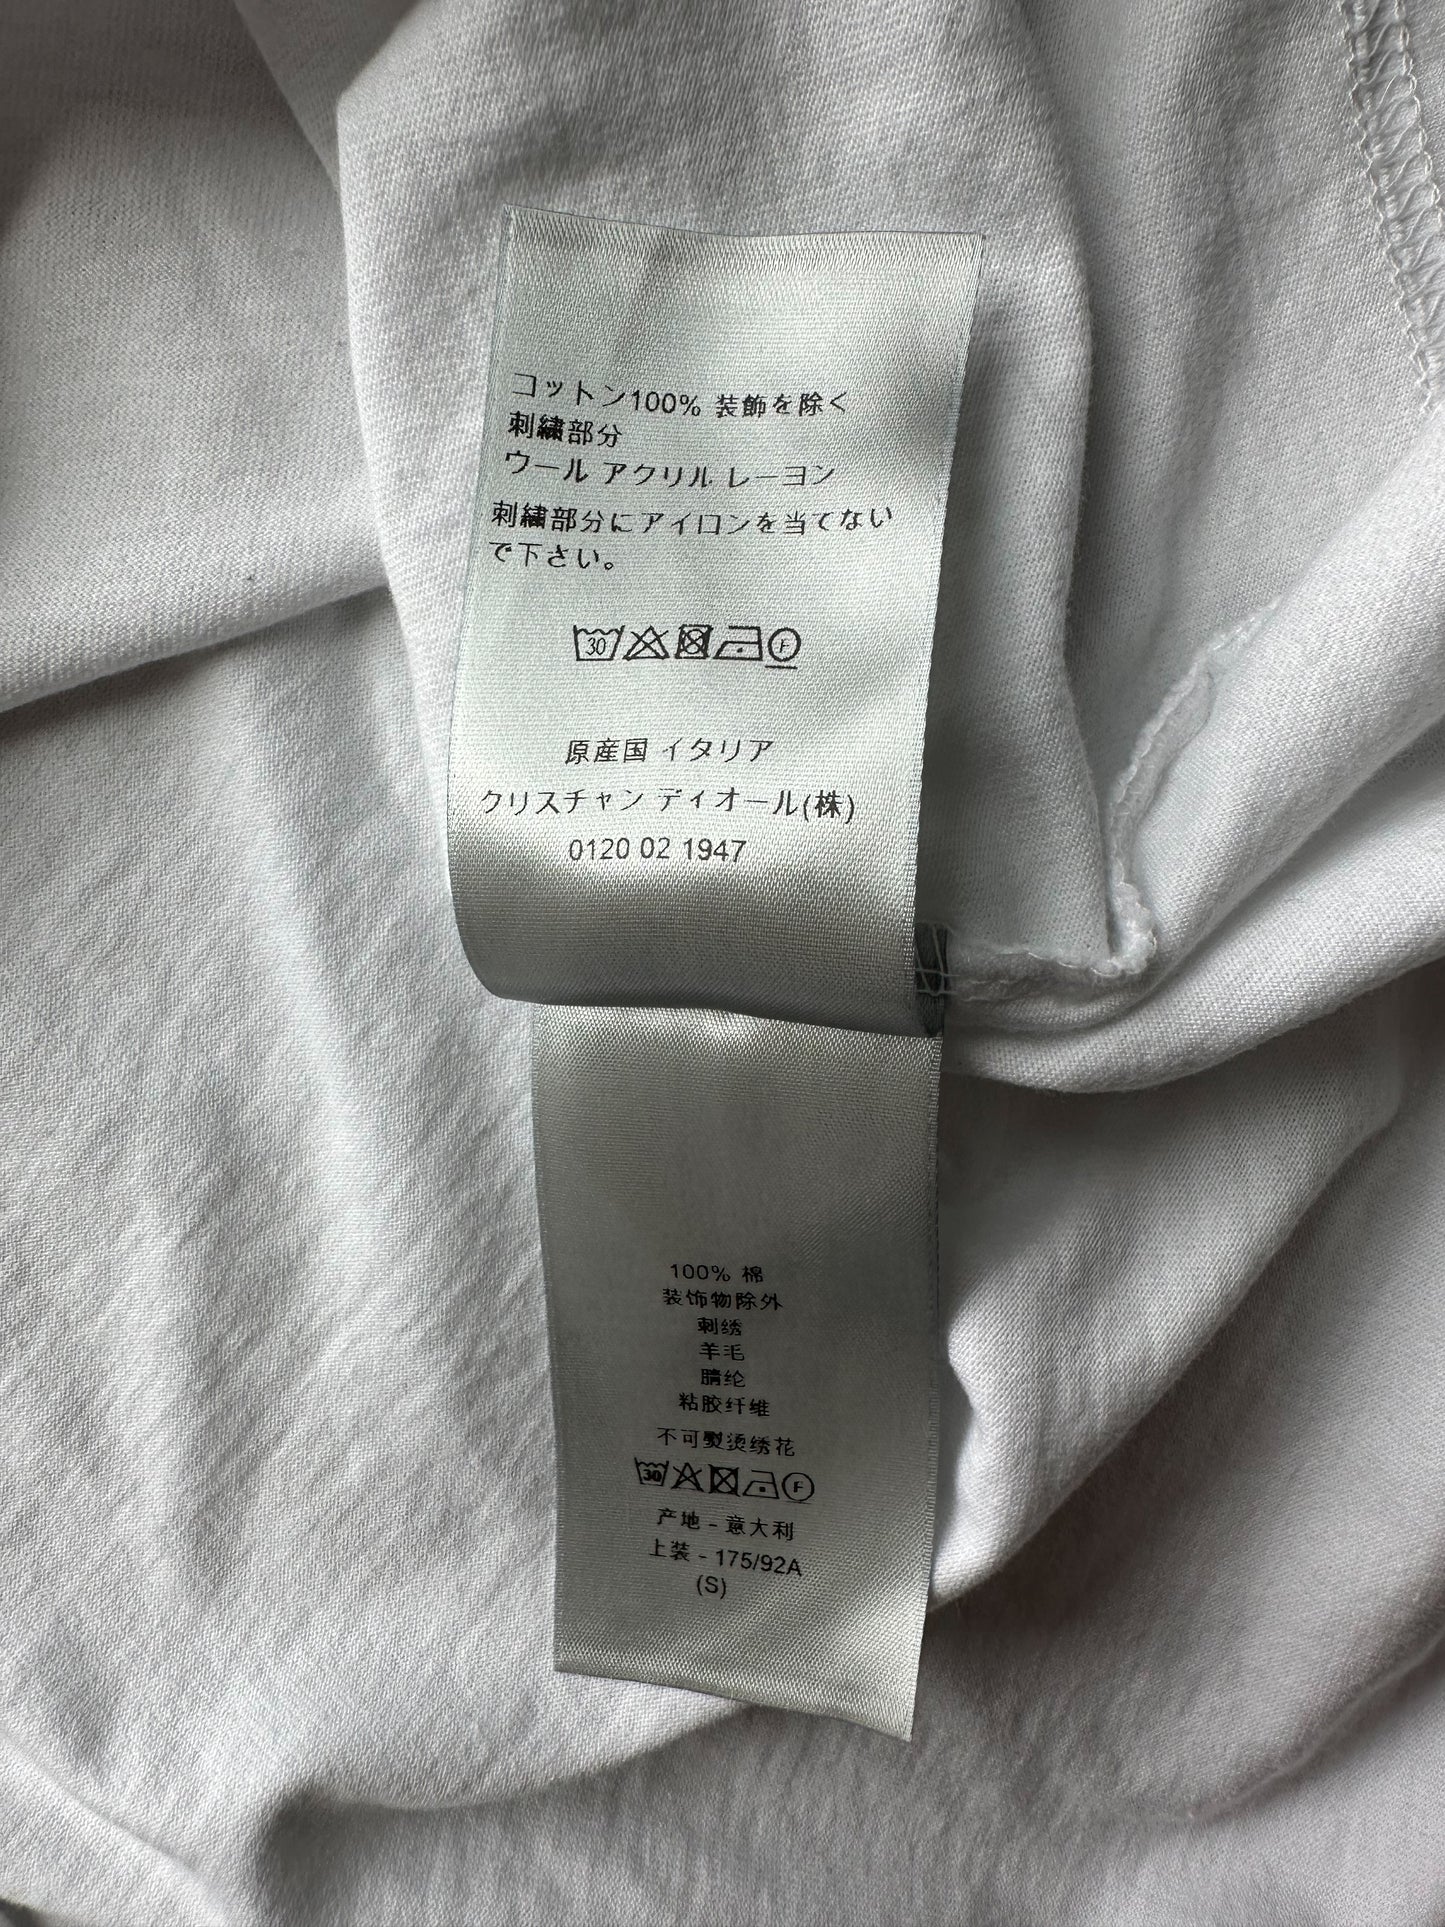 コットン100% 装飾を除く
刺繍部分
ウール アクリル レーヨン
刺繍部分にアイロンを当てない
で下さい。
30
F
原産国 イタリア
クリスチャン ディオール(株)
0120 02 1947
100% 棉
装饰物除外
刺绣
羊毛
腈纶
粘胶纤维
不可熨烫绣花
30
F
产地 - 意大利
上装 - 175/92A
(S)